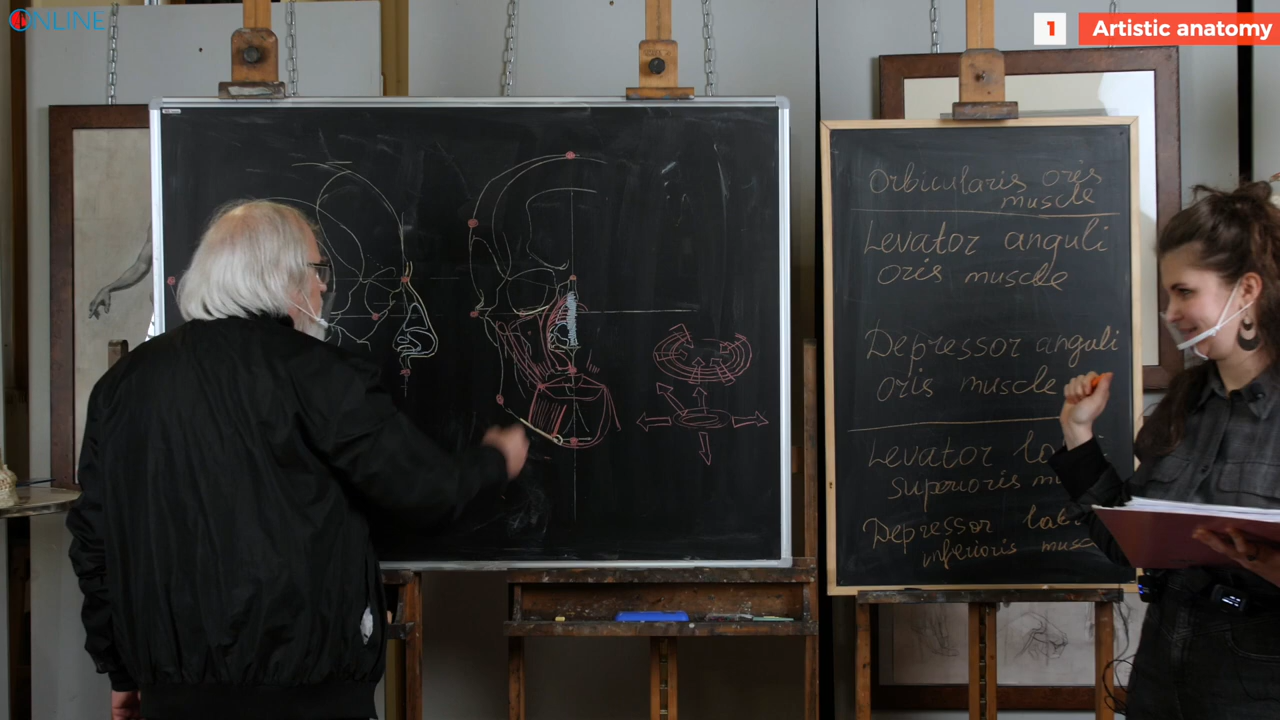 ONLINE
1 Artistic anatomy
Orbicularis oris
muscle
Levator anguli
oris muscle
Depressor anguli
oris muscle
Levator
superioris
Depressor
inferioris